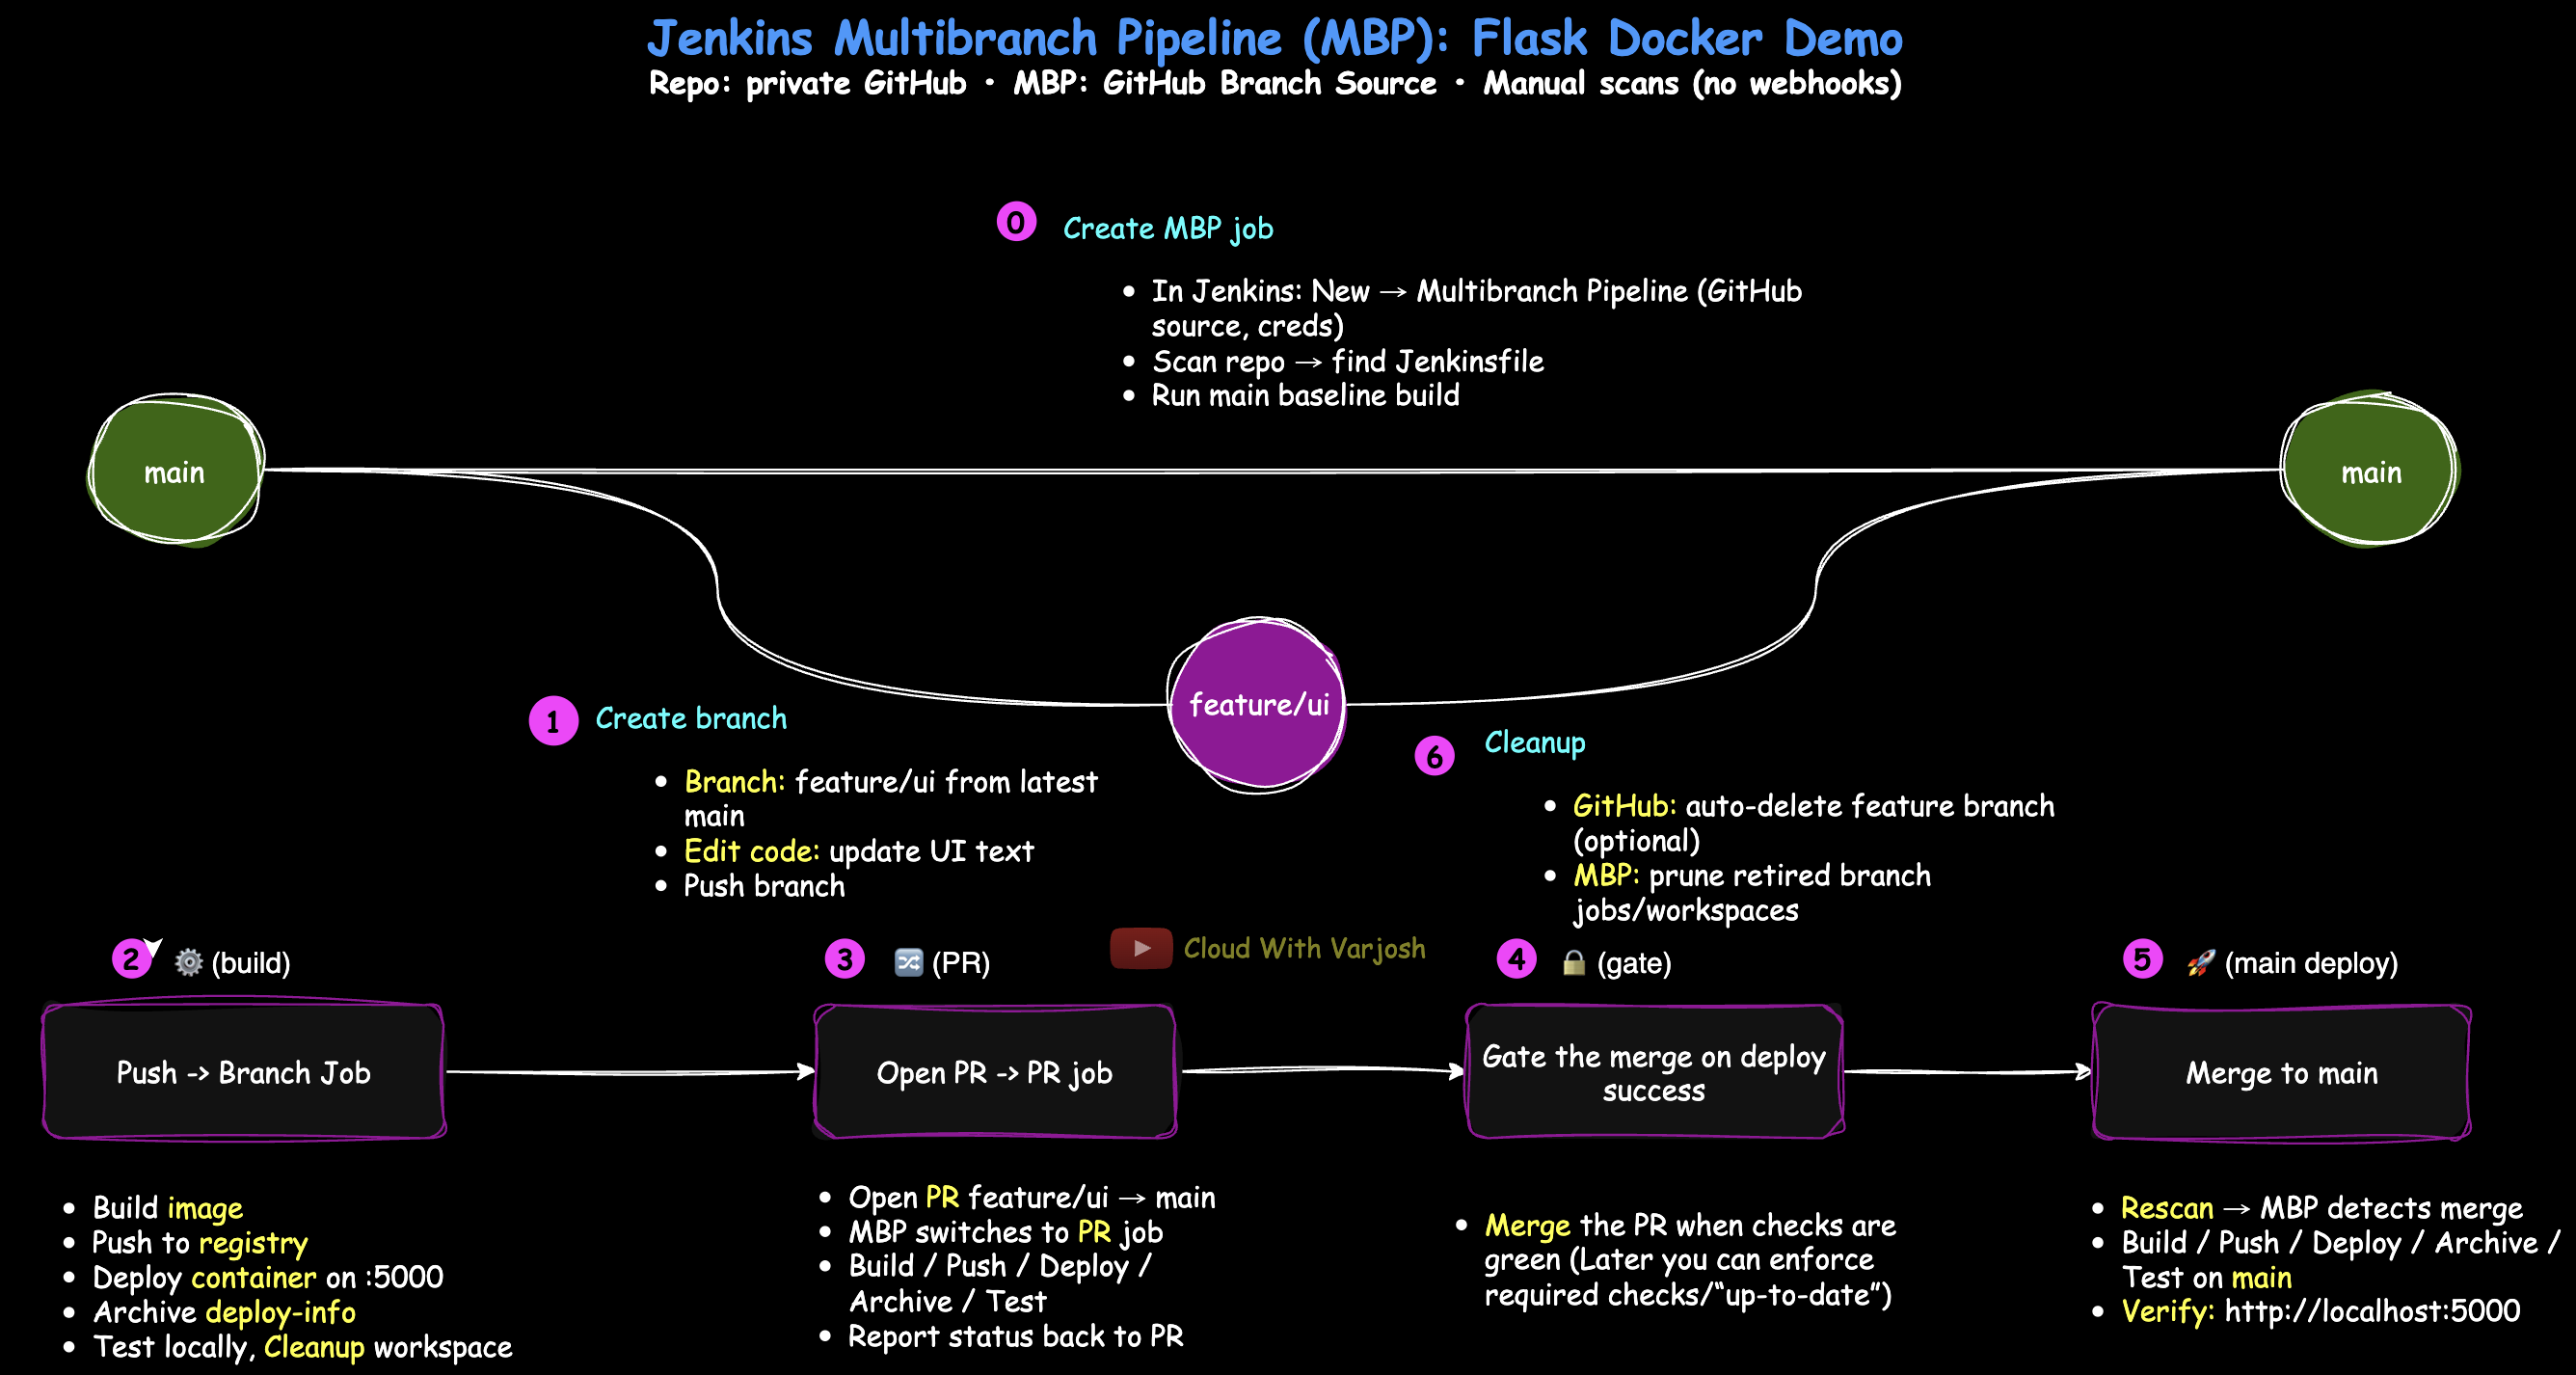 Jenkins Multibranch Pipeline (MBP): Flask Docker Demo
Repo: private GitHub • MBP: GitHub Branch Source • Manual scans (no webhooks)
0
Create MBP job
• In Jenkins: New → Multibranch Pipeline (GitHub
source, creds)
• Scan repo → find Jenkinsfile
• Run main baseline build
main
main
feature/ui
1
Create branch
• Branch: feature/ui from latest
main
• Edit code: update UI text
• Push branch
6
Cleanup
• GitHub: auto-delete feature branch
(optional)
• MBP: prune retired branch
jobs/workspaces
Cloud With Varjosh
2
⚙️ (build)
Push -> Branch Job
• Build image
• Push to registry
• Deploy container on :5000
• Archive deploy-info
• Test locally, Cleanup workspace
3
🔀 (PR)
Open PR -> PR job
• Open PR feature/ui → main
• MBP switches to PR job
• Build / Push / Deploy /
Archive / Test
• Report status back to PR
4
🔒 (gate)
Gate the merge on deploy
success
• Merge the PR when checks are
green (Later you can enforce
required checks/“up-to-date”)
5
🚀 (main deploy)
Merge to main
• Rescan → MBP detects merge
• Build / Push / Deploy / Archive /
Test on main
• Verify: http://localhost:5000